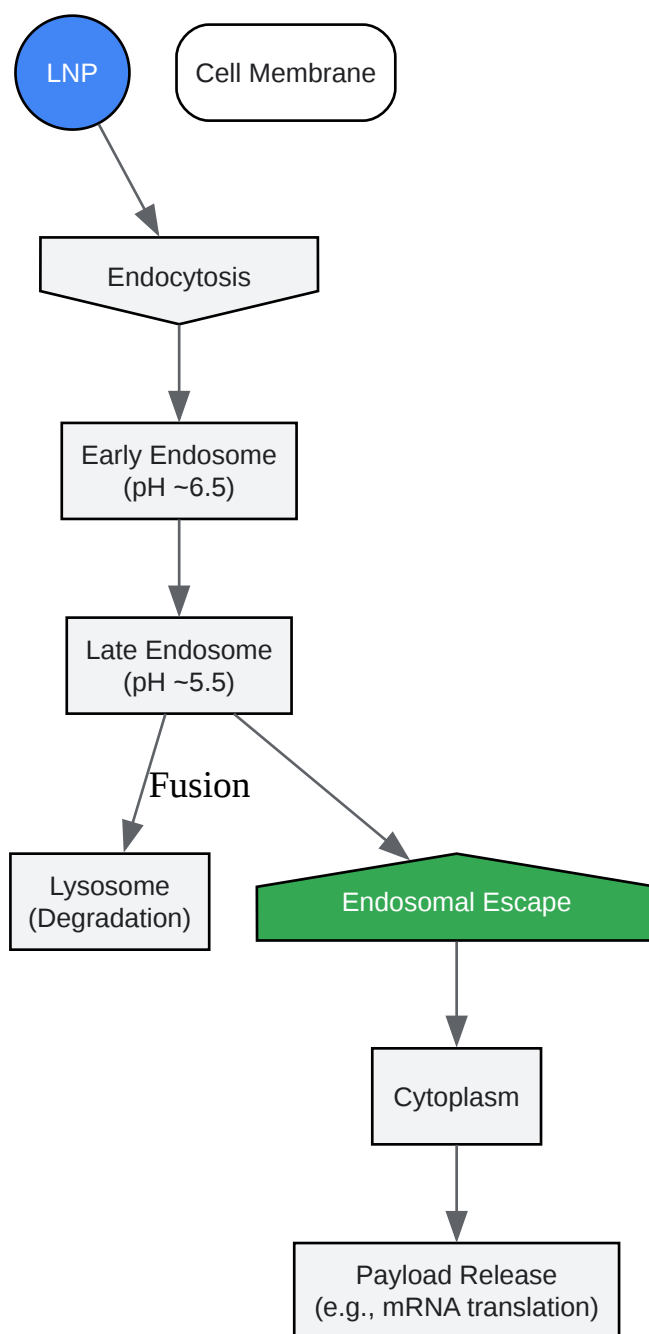 LNP
Cell Membrane
Endocytosis
Early Endosome
(pH ~6.5)
Late Endosome
(pH ~5.5)
Fusion
Lysosome
(Degradation)
Endosomal Escape
Cytoplasm
Payload Release
(e.g., mRNA translation)